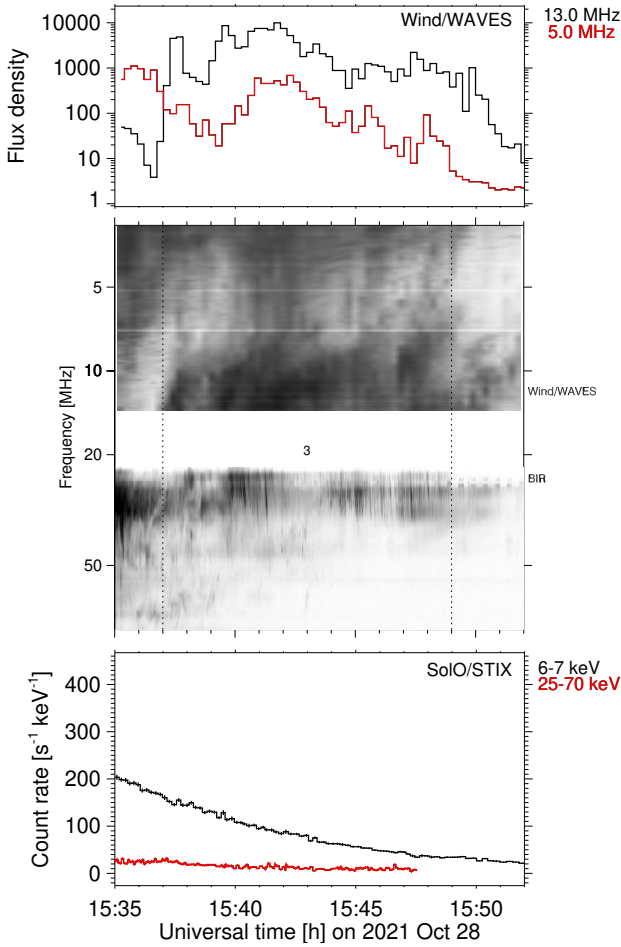 Wind/WAVES
13.0 MHz
5.0 MHz
10000
1000
100
10
1
Flux density
5
10
20
50
Frequency [MHz]
Wind/WAVES
3
BIR
SolO/STIX
6-7 keV
25-70 keV
400
300
200
100
0
Count rate [s⁻¹ keV⁻¹]
15:35 15:40 15:45 15:50
Universal time [h] on 2021 Oct 28